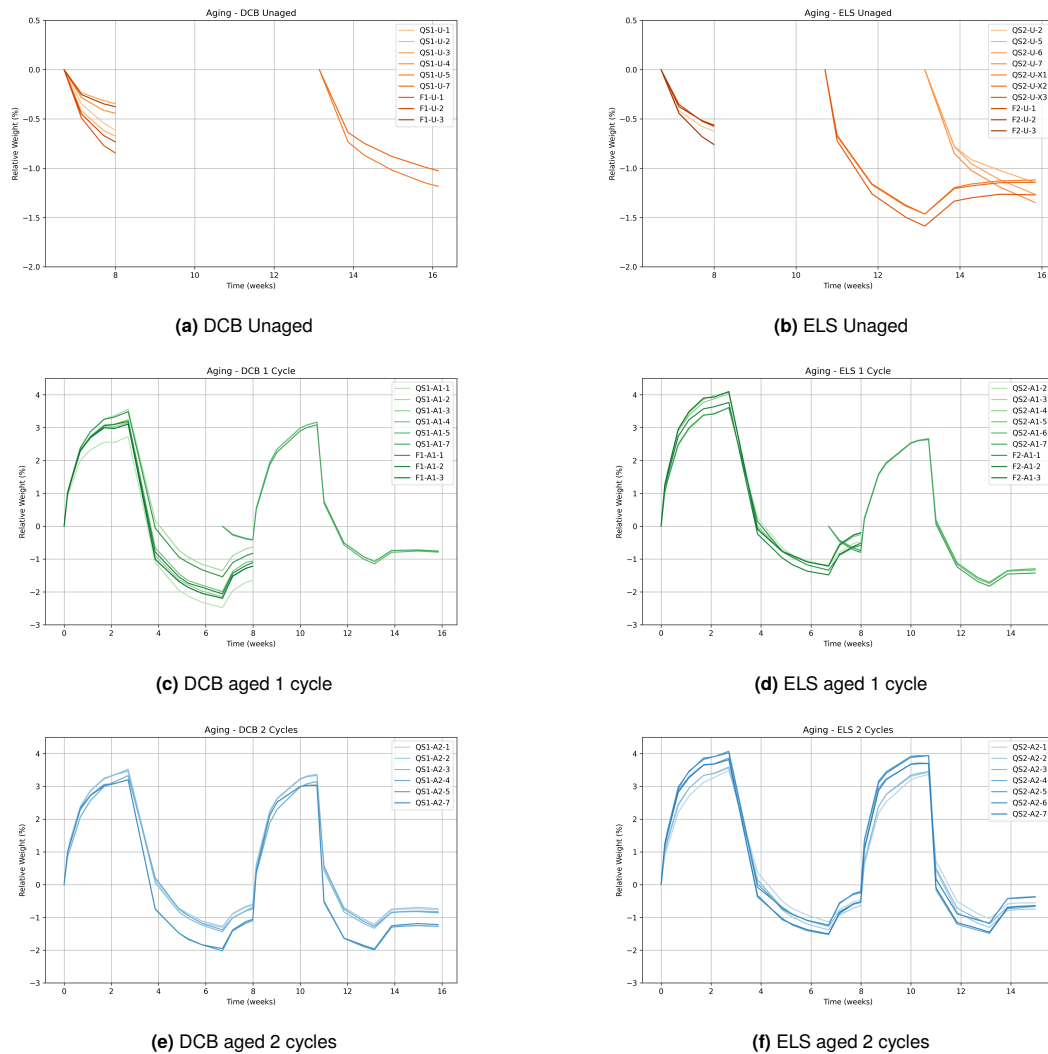 Aging - DCB Unaged
0.5
0.0
−0.5
−1.0
−1.5
−2.0
Relative Weight (%)
6
8
10
12
14
16
Time (weeks)
QS1-U-1
QS1-U-2
QS1-U-3
QS1-U-4
QS1-U-5
QS1-U-7
F1-U-1
F1-U-2
F1-U-3
(a) DCB Unaged
Aging - ELS Unaged
0.5
0.0
−0.5
−1.0
−1.5
−2.0
Relative Weight (%)
6
8
10
12
14
16
Time (weeks)
QS2-U-2
QS2-U-5
QS2-U-6
QS2-U-7
QS2-U-X1
QS2-U-X2
QS2-U-X3
F2-U-1
F2-U-2
F2-U-3
(b) ELS Unaged
Aging - DCB 1 Cycle
4
3
2
1
0
−1
−2
−3
Relative Weight (%)
0
2
4
6
8
10
12
14
16
Time (weeks)
QS1-A1-1
QS1-A1-2
QS1-A1-3
QS1-A1-4
QS1-A1-5
QS1-A1-7
F1-A1-1
F1-A1-2
F1-A1-3
(c) DCB aged 1 cycle
Aging - ELS 1 Cycle
4
3
2
1
0
−1
−2
−3
Relative Weight (%)
0
2
4
6
8
10
12
14
Time (weeks)
QS2-A1-2
QS2-A1-3
QS2-A1-4
QS2-A1-5
QS2-A1-6
QS2-A1-7
F2-A1-1
F2-A1-2
F2-A1-3
(d) ELS aged 1 cycle
Aging - DCB 2 Cycles
4
3
2
1
0
−1
−2
−3
Relative Weight (%)
0
2
4
6
8
10
12
14
16
Time (weeks)
QS1-A2-1
QS1-A2-2
QS1-A2-3
QS1-A2-4
QS1-A2-5
QS1-A2-7
(e) DCB aged 2 cycles
Aging - ELS 2 Cycles
4
3
2
1
0
−1
−2
−3
Relative Weight (%)
0
2
4
6
8
10
12
14
Time (weeks)
QS2-A2-1
QS2-A2-2
QS2-A2-3
QS2-A2-4
QS2-A2-5
QS2-A2-6
QS2-A2-7
(f) ELS aged 2 cycles